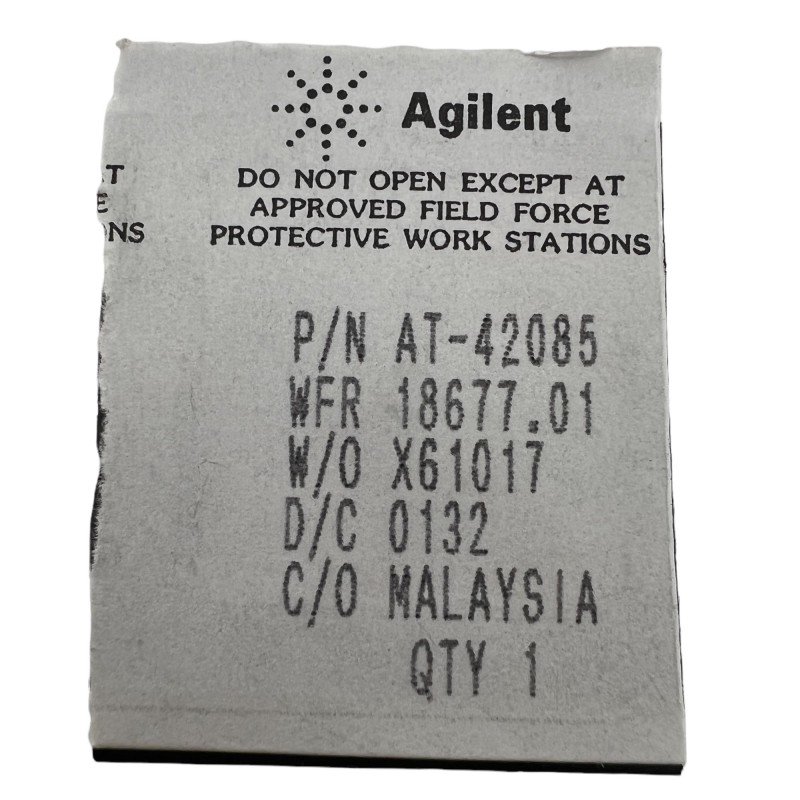 Agilent
DO NOT OPEN EXCEPT AT
APPROVED FIELD FORCE
PROTECTIVE WORK STATIONS
P/N AT-42085
WFR 18677.01
W/O X61017
D/C 0132
C/O MALAYSIA
QTY 1